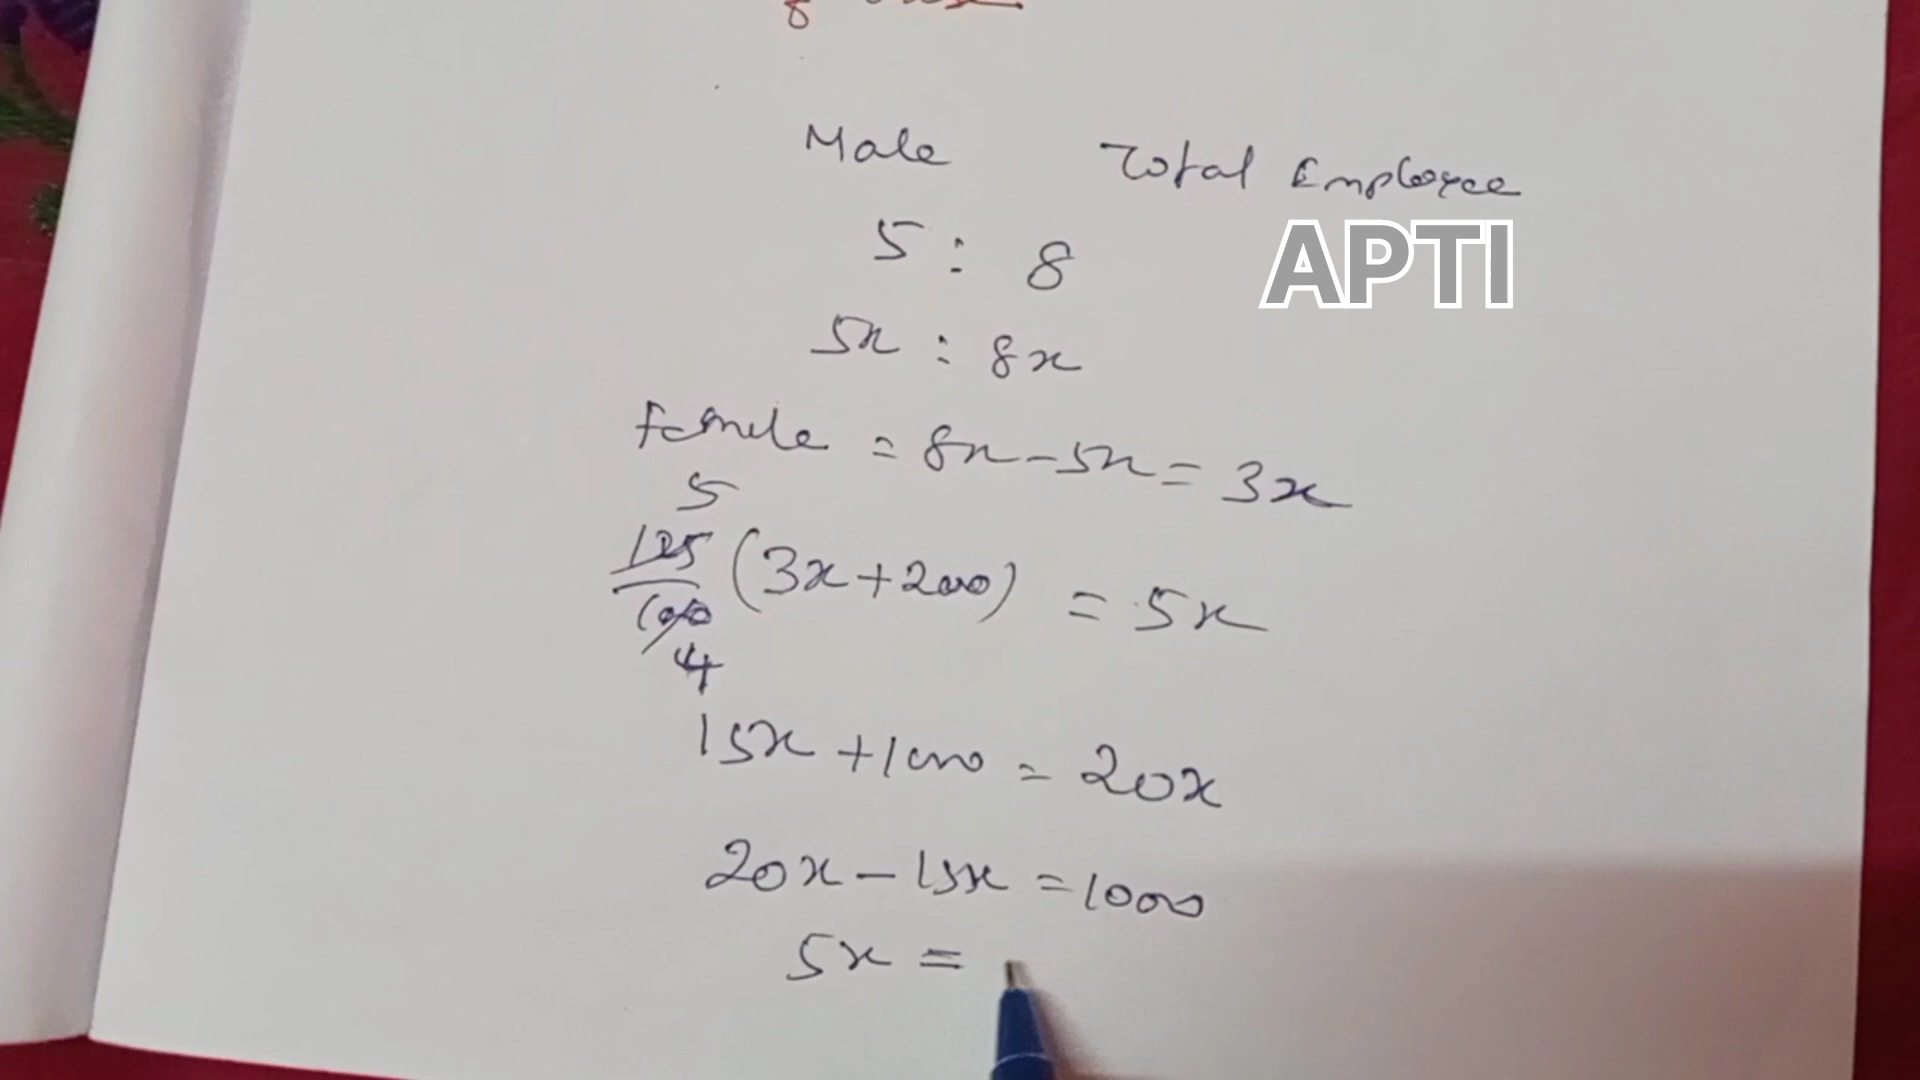 Male Total Employee
APTI
5 : 8
5x : 8x
Female = 8x - 5x = 3x
5
125/100 (3x+200) = 5x
4
15x + 1000 = 20x
20x - 15x = 1000
5x =